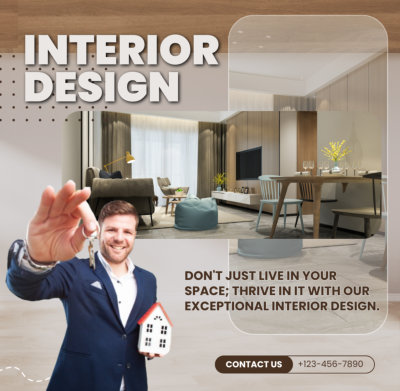 INTERIOR
DESIGN
DON'T JUST LIVE IN YOUR
SPACE; THRIVE IN IT WITH OUR
EXCEPTIONAL INTERIOR DESIGN.
CONTACT US
+123-456-7890